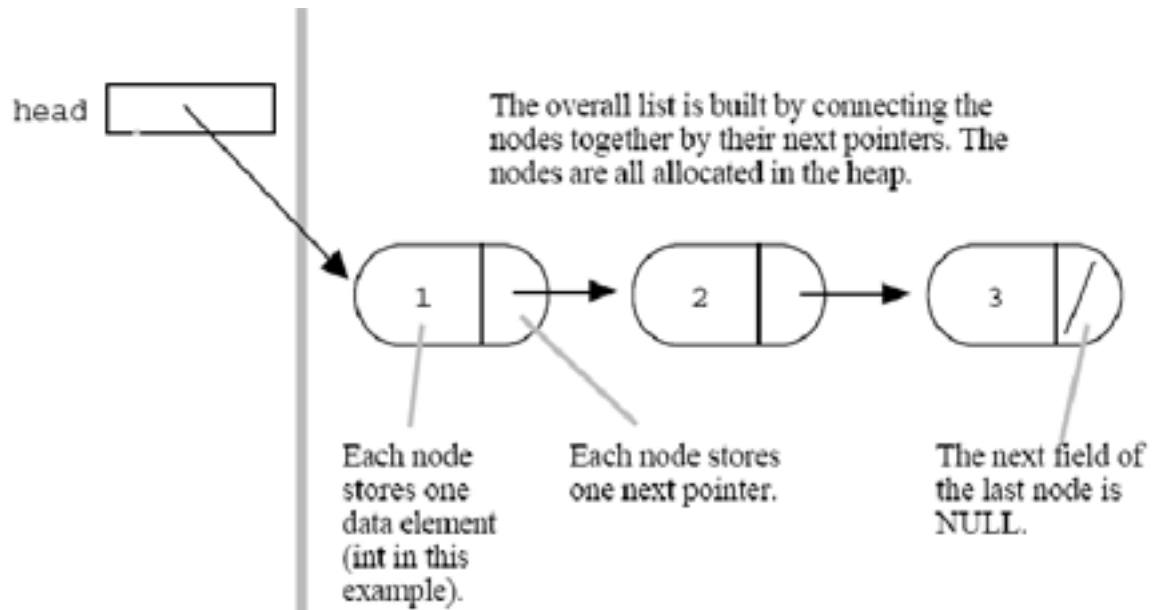 head
The overall list is built by connecting the
nodes together by their next pointers. The
nodes are all allocated in the heap.
1
2
3
Each node
stores one
data element
(int in this
example).
Each node stores
one next pointer.
The next field of
the last node is
NULL.